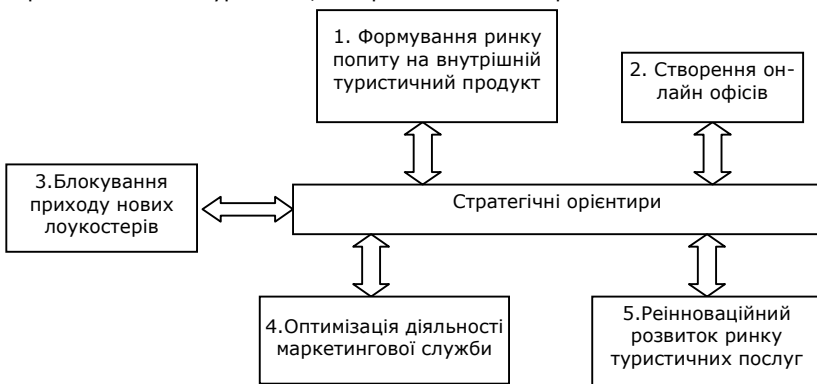 1. Формування ринку
попиту на внутрішній
туристичний продукт
2. Створення он-
лайн офісів
3.Блокування
приходу нових
лоукостерів
Стратегічні орієнтири
4.Оптимізація діяльності
маркетингової служби
5.Реінноваційний
розвиток ринку
туристичних послуг